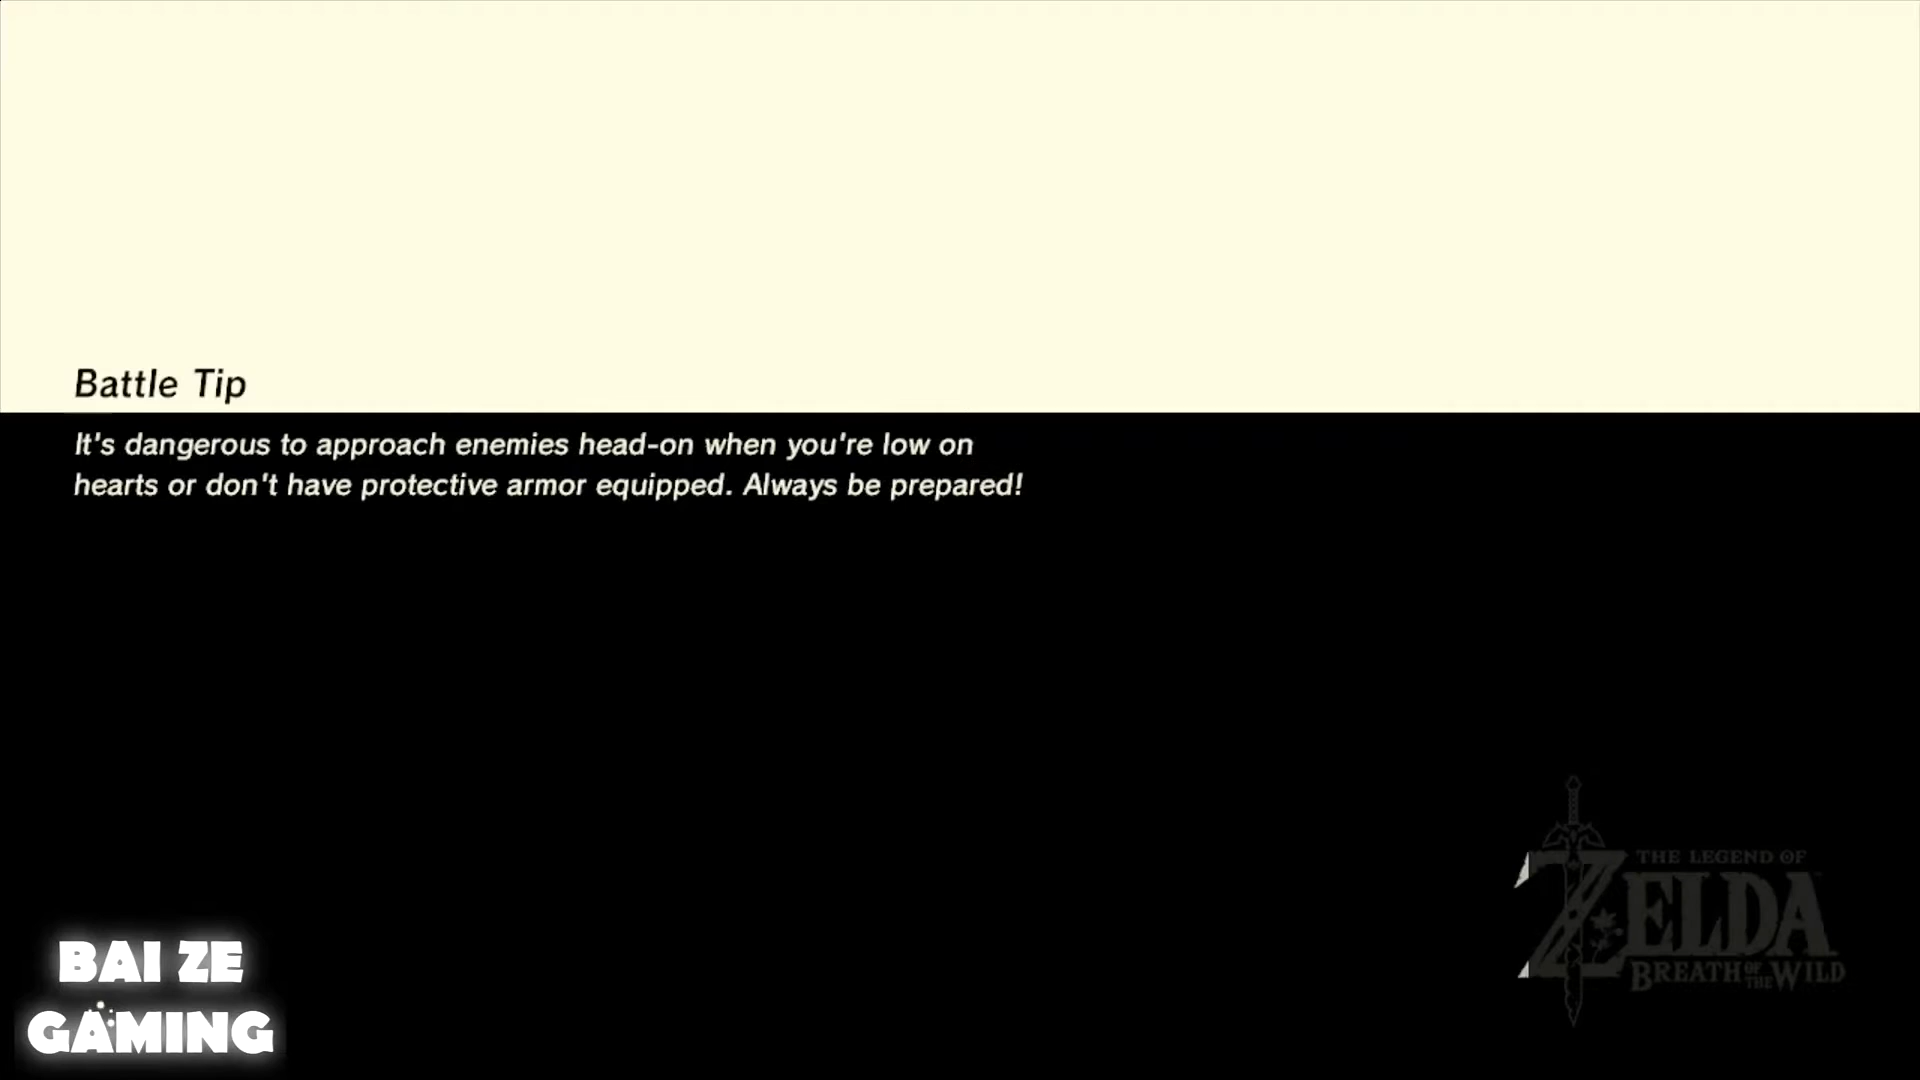 Battle Tip
It's dangerous to approach enemies head-on when you're low on
hearts or don't have protective armor equipped. Always be prepared!
THE LEGEND OF
ZELDA
BREATH OF THE WILD
BAI ZE
GAMING